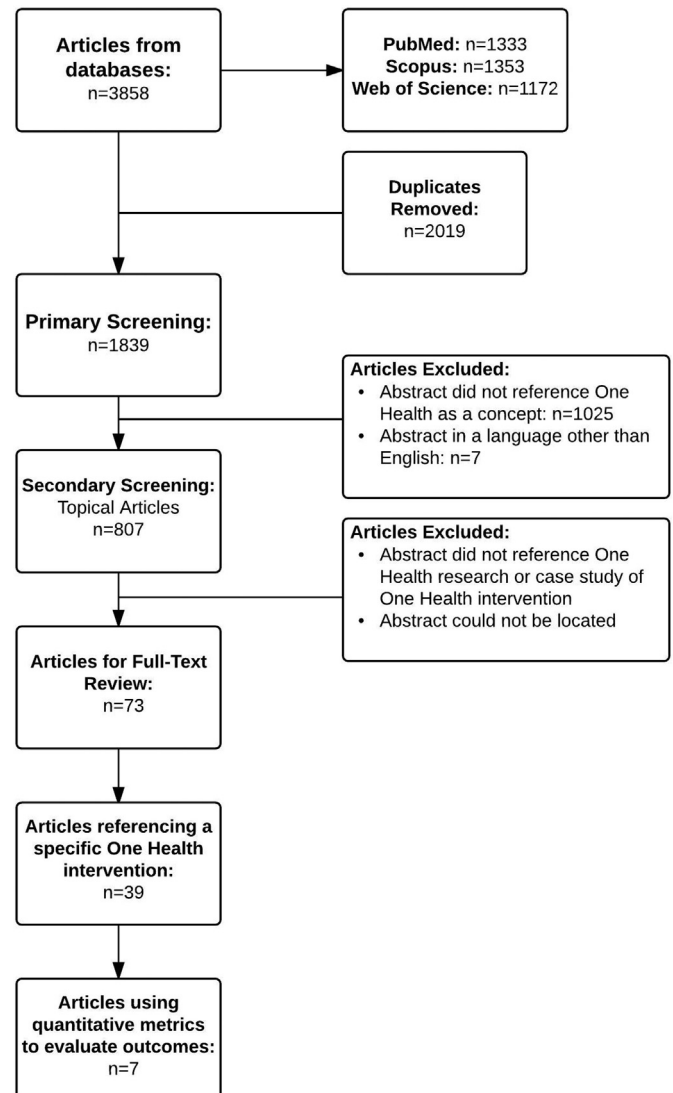 Articles from
databases:
n=3858
PubMed: n=1333
Scopus: n=1353
Web of Science: n=1172
Duplicates
Removed:
n=2019
Primary Screening:
n=1839
Articles Excluded:
• Abstract did not reference One
Health as a concept: n=1025
• Abstract in a language other than
English: n=7
Secondary Screening:
Topical Articles
n=807
Articles Excluded:
• Abstract did not reference One
Health research or case study of
One Health intervention
• Abstract could not be located
Articles for Full-Text
Review:
n=73
Articles referencing a
specific One Health
intervention:
n=39
Articles using
quantitative metrics
to evaluate outcomes:
n=7